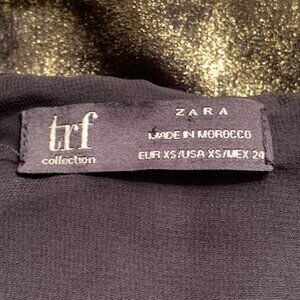 trf
collection
ZARA
MADE IN MOROCCO
EUR XS/USA XS/MEX 24